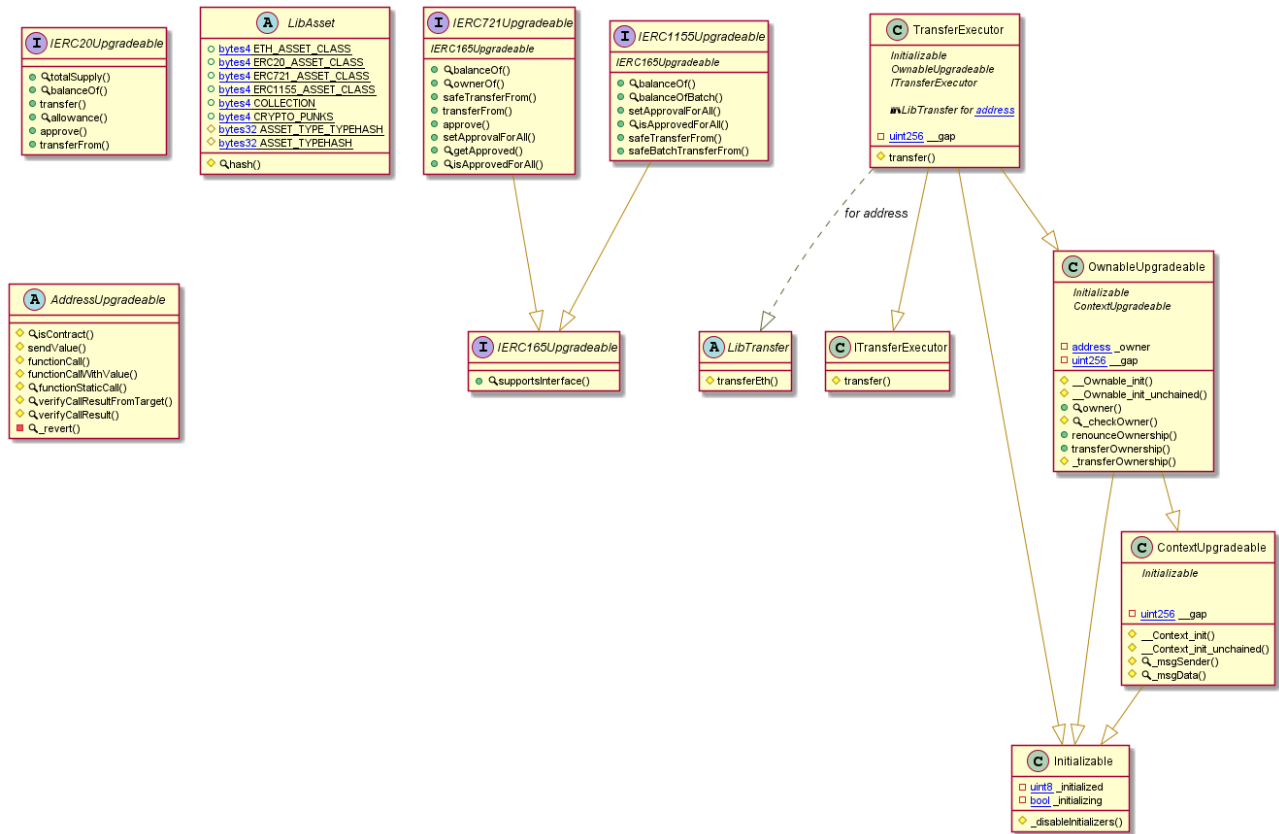 I IERC20Upgradeable
totalSupply()
balanceOf()
transfer()
allowance()
approve()
transferFrom()
A LibAsset
bytes4 ETH_ASSET_CLASS
bytes4 ERC20_ASSET_CLASS
bytes4 ERC721_ASSET_CLASS
bytes4 ERC1155_ASSET_CLASS
bytes4 COLLECTION
bytes4 CRYPTO_PUNKS
bytes32 ASSET_TYPE_TYPEHASH
bytes32 ASSET_TYPEHASH
hash()
I IERC721Upgradeable
IERC165Upgradeable
balanceOf()
ownerOf()
safeTransferFrom()
transferFrom()
approve()
setApprovalForAll()
getApproved()
isApprovedForAll()
I IERC1155Upgradeable
IERC165Upgradeable
balanceOf()
balanceOfBatch()
setApprovalForAll()
isApprovedForAll()
safeTransferFrom()
safeBatchTransferFrom()
C TransferExecutor
Initializable
OwnableUpgradeable
ITransferExecutor
LibTransfer for address
uint256 __gap
transfer()
for address
A AddressUpgradeable
isContract()
sendValue()
functionCall()
functionCallWithValue()
functionStaticCall()
verifyCallResultFromTarget()
verifyCallResult()
_revert()
I IERC165Upgradeable
supportsInterface()
A LibTransfer
transferEth()
C ITransferExecutor
transfer()
C OwnableUpgradeable
Initializable
ContextUpgradeable
address _owner
uint256 __gap
__Ownable_init()
__Ownable_init_unchained()
owner()
_checkOwner()
renounceOwnership()
transferOwnership()
_transferOwnership()
C ContextUpgradeable
Initializable
uint256 __gap
__Context_init()
__Context_init_unchained()
_msgSender()
_msgData()
C Initializable
uint8 _initialized
bool _initializing
_disableInitializers()